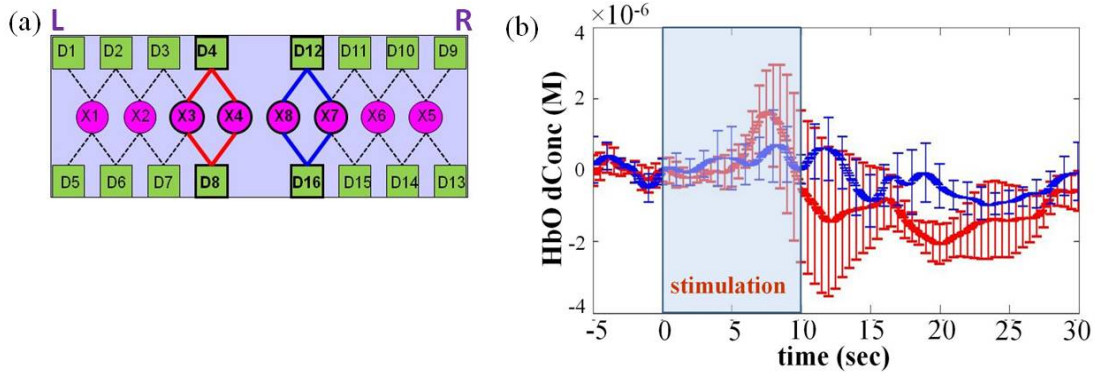 (a) L R
D1 D2 D3 D4 D12 D11 D10 D9
X1 X2 X3 X4 X8 X7 X6 X5
D5 D6 D7 D8 D16 D15 D14 D13
(b)
×10⁻⁶
4
2
0
-2
-4
HbO dConc (M)
stimulation
-5 0 5 10 15 20 25 30
time (sec)